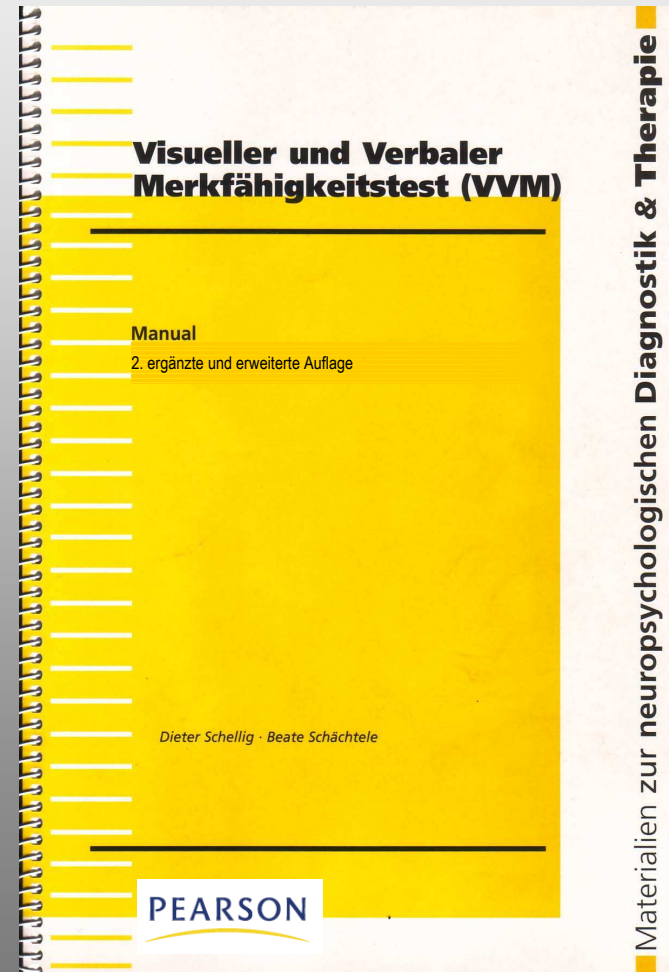 Visueller und Verbaler
Merkfähigkeitstest (VVM)
Manual
2. ergänzte und erweiterte Auflage
Dieter Schellig · Beate Schächtele
PEARSON
Materialien zur neuropsychologischen Diagnostik & Therapie